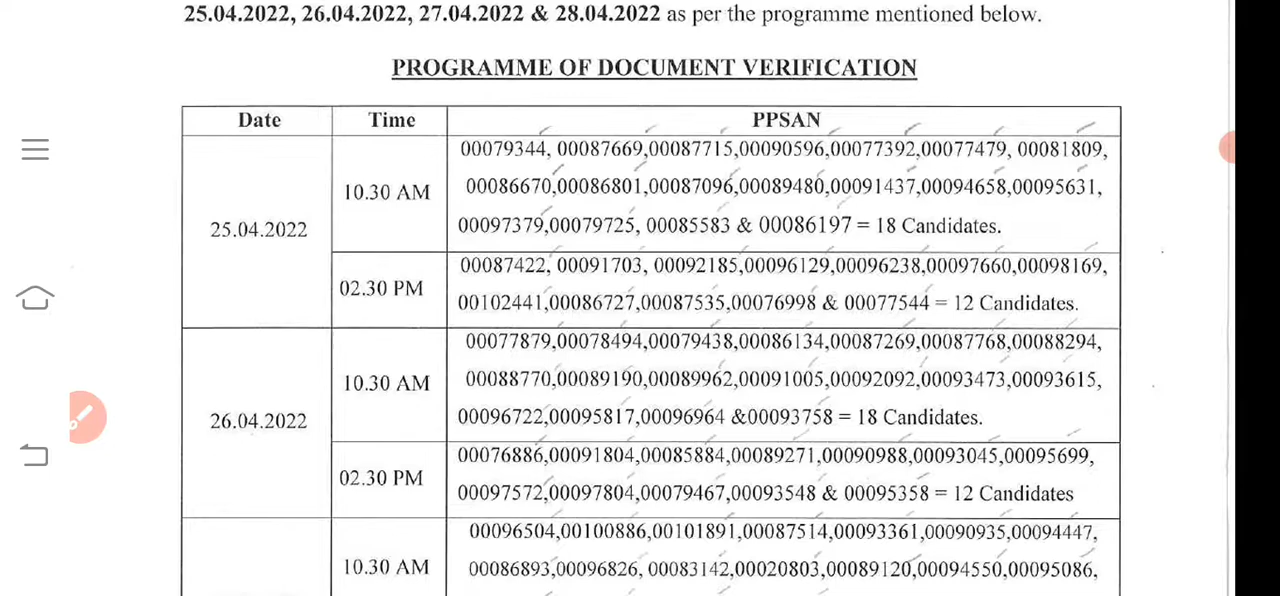 25.04.2022, 26.04.2022, 27.04.2022 & 28.04.2022 as per the programme mentioned below.
PROGRAMME OF DOCUMENT VERIFICATION
Date Time PPSAN
25.04.2022
10.30 AM
00079344, 00087669,00087715,00090596,00077392,00077479, 00081809,
00086670,00086801,00087096,00089480,00091437,00094658,00095631,
00097379,00079725, 00085583 & 00086197 = 18 Candidates.
02.30 PM
00087422, 00091703, 00092185,00096129,00096238,00097660,00098169,
00102441,00086727,00087535,00076998 & 00077544 = 12 Candidates.
26.04.2022
10.30 AM
00077879,00078494,00079438,00086134,00087269,00087768,00088294,
00088770,00089190,00089962,00091005,00092092,00093473,00093615,
00096722,00095817,00096964 &00093758 = 18 Candidates.
02.30 PM
00076886,00091804,00085884,00089271,00090988,00093045,00095699,
00097572,00097804,00079467,00093548 & 00095358 = 12 Candidates
10.30 AM
00096504,00100886,00101891,00087514,00093361,00090935,00094447,
00086893,00096826, 00083142,00020803,00089120,00094550,00095086,